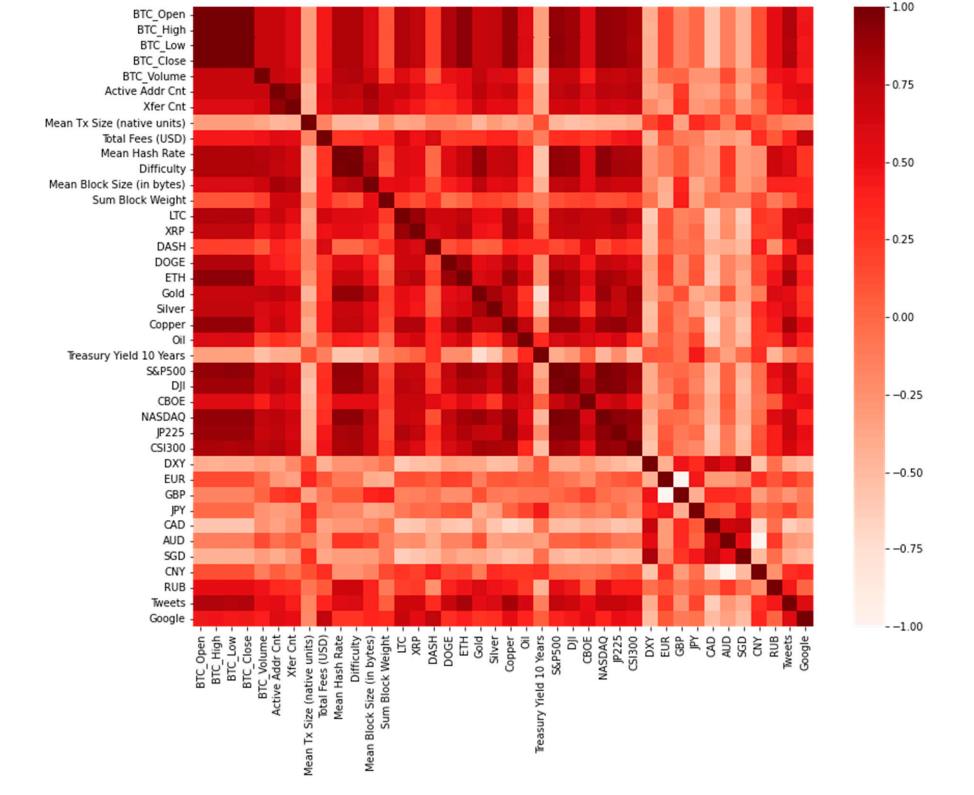 BTC_Open
BTC_High
BTC_Low
BTC_Close
BTC_Volume
Active Addr Cnt
Xfer Cnt
Mean Tx Size (native units)
Total Fees (USD)
Mean Hash Rate
Difficulty
Mean Block Size (in bytes)
Sum Block Weight
LTC
XRP
DASH
DOGE
ETH
Gold
Silver
Copper
Oil
Treasury Yield 10 Years
S&P500
DJI
CBOE
NASDAQ
JP225
CSI300
DXY
EUR
GBP
JPY
CAD
AUD
SGD
CNY
RUB
Tweets
Google
BTC_Open
BTC_High
BTC_Low
BTC_Close
BTC_Volume
Active Addr Cnt
Xfer Cnt
Mean Tx Size (native units)
Total Fees (USD)
Mean Hash Rate
Difficulty
Mean Block Size (in bytes)
Sum Block Weight
LTC
XRP
DASH
DOGE
ETH
Gold
Silver
Copper
Oil
Treasury Yield 10 Years
S&P500
DJI
CBOE
NASDAQ
JP225
CSI300
DXY
EUR
GBP
JPY
CAD
AUD
SGD
CNY
RUB
Tweets
Google
1.00
0.75
0.50
0.25
0.00
−0.25
−0.50
−0.75
−1.00